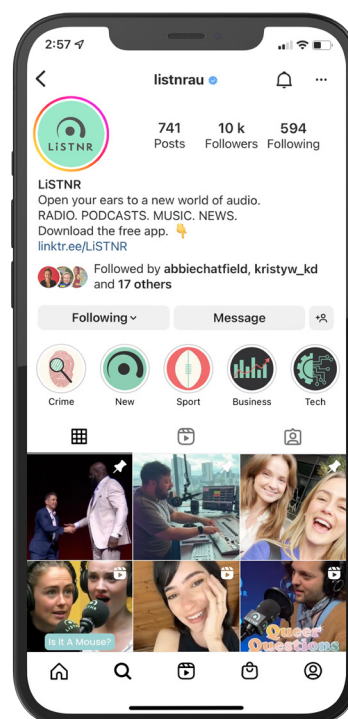 2:57
listnrau
LiSTNR
741 10 k 594
Posts Followers Following
LiSTNR
Open your ears to a new world of audio.
RADIO. PODCASTS. MUSIC. NEWS.
Download the free app. 👇
linktr.ee/LiSTNR
Followed by abbiechatfield, kristyw_kd
and 17 others
Following Message
Crime New Sport Business Tech
Is It A Mouse?
Queer
Questions